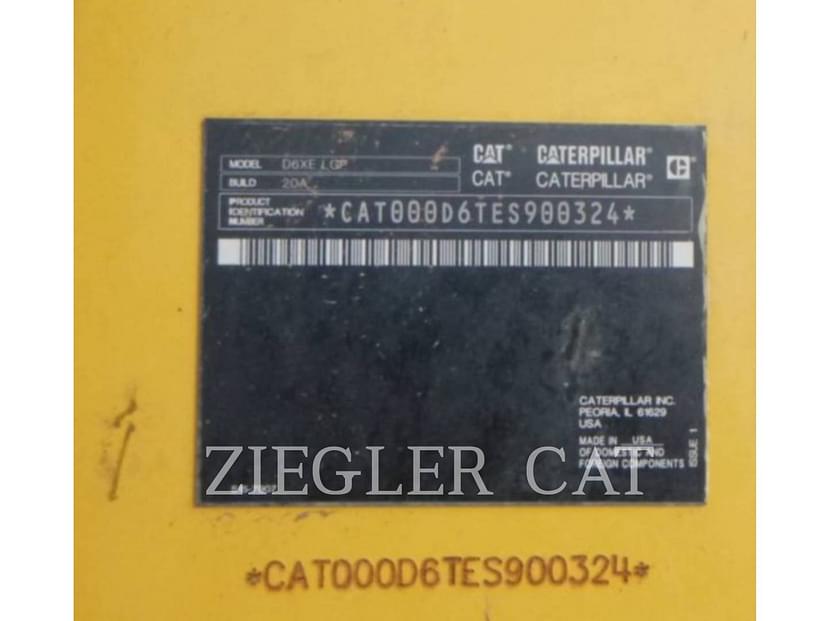 MODEL D6XE LGP
BUILD 20A
PRODUCT
IDENTIFICATION
NUMBER
*CAT000D6TES900324*
CAT® CATERPILLAR®
CAT® CATERPILLAR®
CATERPILLAR INC.
PEORIA, IL 61629
USA
MADE IN USA
OF DOMESTIC AND
FOREIGN COMPONENTS
ISSUE 1
ZIEGLER CAT
*CAT000D6TES900324*